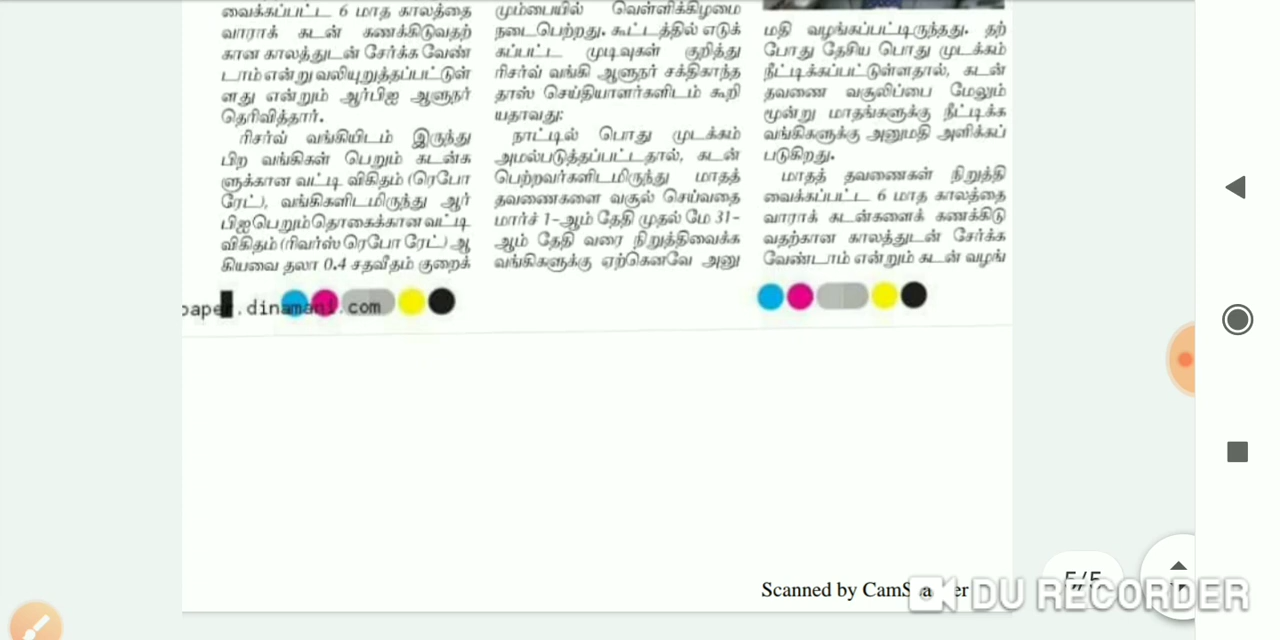 வைக்கப்பட்ட 6 மாத காலத்தை
வாராக் கடன் கணக்கிடுவதற்
கான காலத்துடன் சேர்க்க வேண்
டாம் என்று வலியுறுத்தப்பட்டுள்
ளது என்றும் ஆர்பிஐ ஆளுநர்
தெரிவித்தார்.
ரிசர்வ் வங்கியிடம் இருந்து
பிற வங்கிகள் பெறும் கடன்க
ளுக்கான வட்டி விகிதம் (ரெபோ
ரேட்), வங்கிகளிடமிருந்து ஆர்
பிஐ பெறும் தொகைக்கான வட்டி
விகிதம் (ரிவர்ஸ் ரெபோ ரேட்) ஆ
கியவை தலா 0.4 சதவீதம் குறைக்
மும்பையில் வெள்ளிக்கிழமை
நடைபெற்றது. கூட்டத்தில் எடுக்
கப்பட்ட முடிவுகள் குறித்து
ரிசர்வ் வங்கி ஆளுநர் சக்திகாந்த
தாஸ் செய்தியாளர்களிடம் கூறி
யதாவது:
நாட்டில் பொது முடக்கம்
அமல்படுத்தப்பட்டதால், கடன்
பெற்றவர்களிடமிருந்து மாதத்
தவணைகளை வசூல் செய்வதை
மார்ச் 1-ஆம் தேதி முதல் மே 31-
ஆம் தேதி வரை நிறுத்திவைக்க
வங்கிகளுக்கு ஏற்கெனவே அனு
மதி வழங்கப்பட்டிருந்தது. தற்
போது தேசிய பொது முடக்கம்
நீட்டிக்கப்பட்டுள்ளதால், கடன்
தவணை வசூலிப்பை மேலும்
மூன்று மாதங்களுக்கு நீட்டிக்க
வங்கிகளுக்கு அனுமதி அளிக்கப்
படுகிறது.
மாதத் தவணைகள் நிறுத்தி
வைக்கப்பட்ட 6 மாத காலத்தை
வாராக் கடன்களைக் கணக்கிடு
வதற்கான காலத்துடன் சேர்க்க
வேண்டாம் என்றும் கடன் வழங்
paper.dinamani.com
5/5
Scanned by CamScanner
DU RECORDER